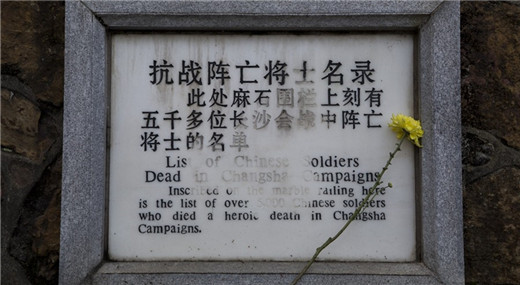 抗战阵亡将士名录
此处麻石围栏上刻有
五千多位长沙会战中阵亡
将士的名单
List of Chinese Soldiers
Dead in Changsha Campaigns
Inscribed on the marble railing here
is the list of over 5000 Chinese soldiers
who died a heroic death in Changsha
Campaigns.